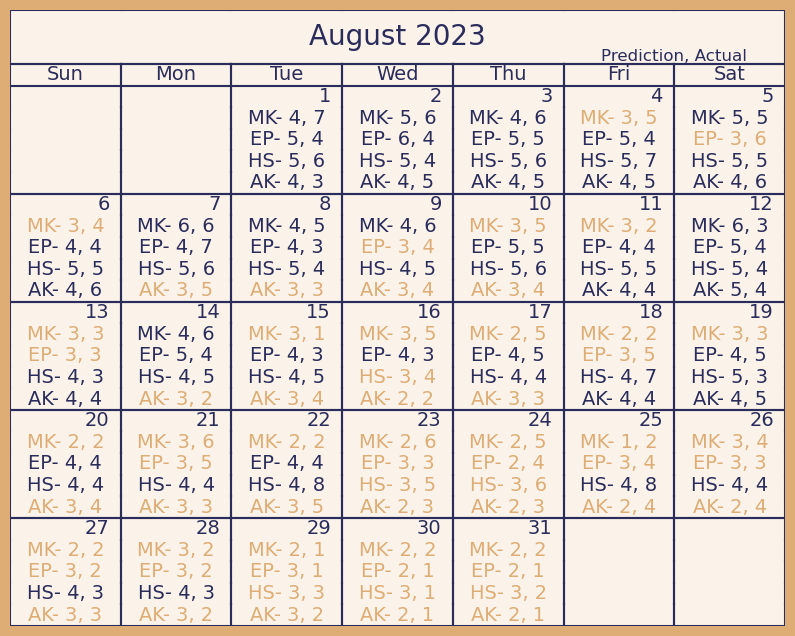 August 2023
Prediction, Actual
Sun Mon Tue Wed Thu Fri Sat
1 2 3 4 5
MK- 4, 7 MK- 5, 6 MK- 4, 6 MK- 3, 5 MK- 5, 5
EP- 5, 4 EP- 6, 4 EP- 5, 5 EP- 5, 4 EP- 3, 6
HS- 5, 6 HS- 5, 4 HS- 5, 6 HS- 5, 7 HS- 5, 5
AK- 4, 3 AK- 4, 5 AK- 4, 5 AK- 4, 5 AK- 4, 6
6 7 8 9 10 11 12
MK- 3, 4 MK- 6, 6 MK- 4, 5 MK- 4, 6 MK- 3, 5 MK- 3, 2 MK- 6, 3
EP- 4, 4 EP- 4, 7 EP- 4, 3 EP- 3, 4 EP- 5, 5 EP- 4, 4 EP- 5, 4
HS- 5, 5 HS- 5, 6 HS- 5, 4 HS- 4, 5 HS- 5, 6 HS- 5, 5 HS- 5, 4
AK- 4, 6 AK- 3, 5 AK- 3, 3 AK- 3, 4 AK- 3, 4 AK- 4, 4 AK- 5, 4
13 14 15 16 17 18 19
MK- 3, 3 MK- 4, 6 MK- 3, 1 MK- 3, 5 MK- 2, 5 MK- 2, 2 MK- 3, 3
EP- 3, 3 EP- 5, 4 EP- 4, 3 EP- 4, 3 EP- 4, 5 EP- 3, 5 EP- 4, 5
HS- 4, 3 HS- 4, 5 HS- 4, 5 HS- 3, 4 HS- 4, 4 HS- 4, 7 HS- 5, 3
AK- 4, 4 AK- 3, 2 AK- 3, 4 AK- 2, 2 AK- 3, 3 AK- 4, 4 AK- 4, 5
20 21 22 23 24 25 26
MK- 2, 2 MK- 3, 6 MK- 2, 2 MK- 2, 6 MK- 2, 5 MK- 1, 2 MK- 3, 4
EP- 4, 4 EP- 3, 5 EP- 4, 4 EP- 3, 3 EP- 2, 4 EP- 3, 4 EP- 3, 3
HS- 4, 4 HS- 4, 4 HS- 4, 8 HS- 3, 5 HS- 3, 6 HS- 4, 8 HS- 4, 4
AK- 3, 4 AK- 3, 3 AK- 3, 5 AK- 2, 3 AK- 2, 3 AK- 2, 4 AK- 2, 4
27 28 29 30 31
MK- 2, 2 MK- 3, 2 MK- 2, 1 MK- 2, 2 MK- 2, 2
EP- 3, 2 EP- 3, 2 EP- 3, 1 EP- 2, 1 EP- 2, 1
HS- 4, 3 HS- 4, 3 HS- 3, 3 HS- 3, 1 HS- 3, 2
AK- 3, 3 AK- 3, 2 AK- 3, 2 AK- 2, 1 AK- 2, 1